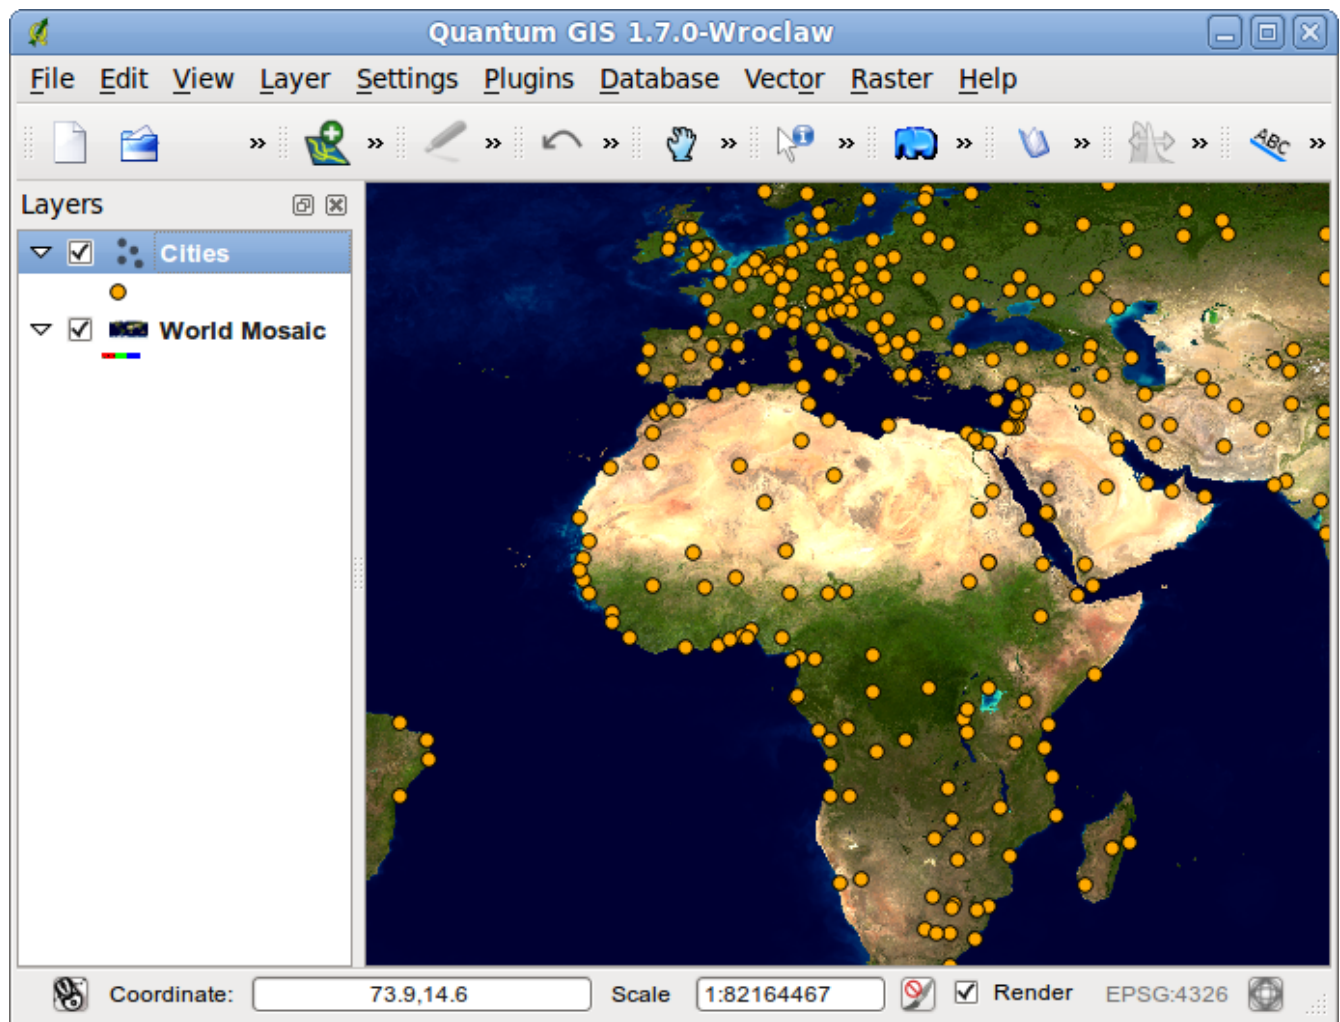 Quantum GIS 1.7.0-Wroclaw
File Edit View Layer Settings Plugins Database Vector Raster Help
» » » » » » » » » » ABC »
Layers
Cities
World Mosaic
Coordinate: 73.9,14.6 Scale 1:82164467 Render EPSG:4326